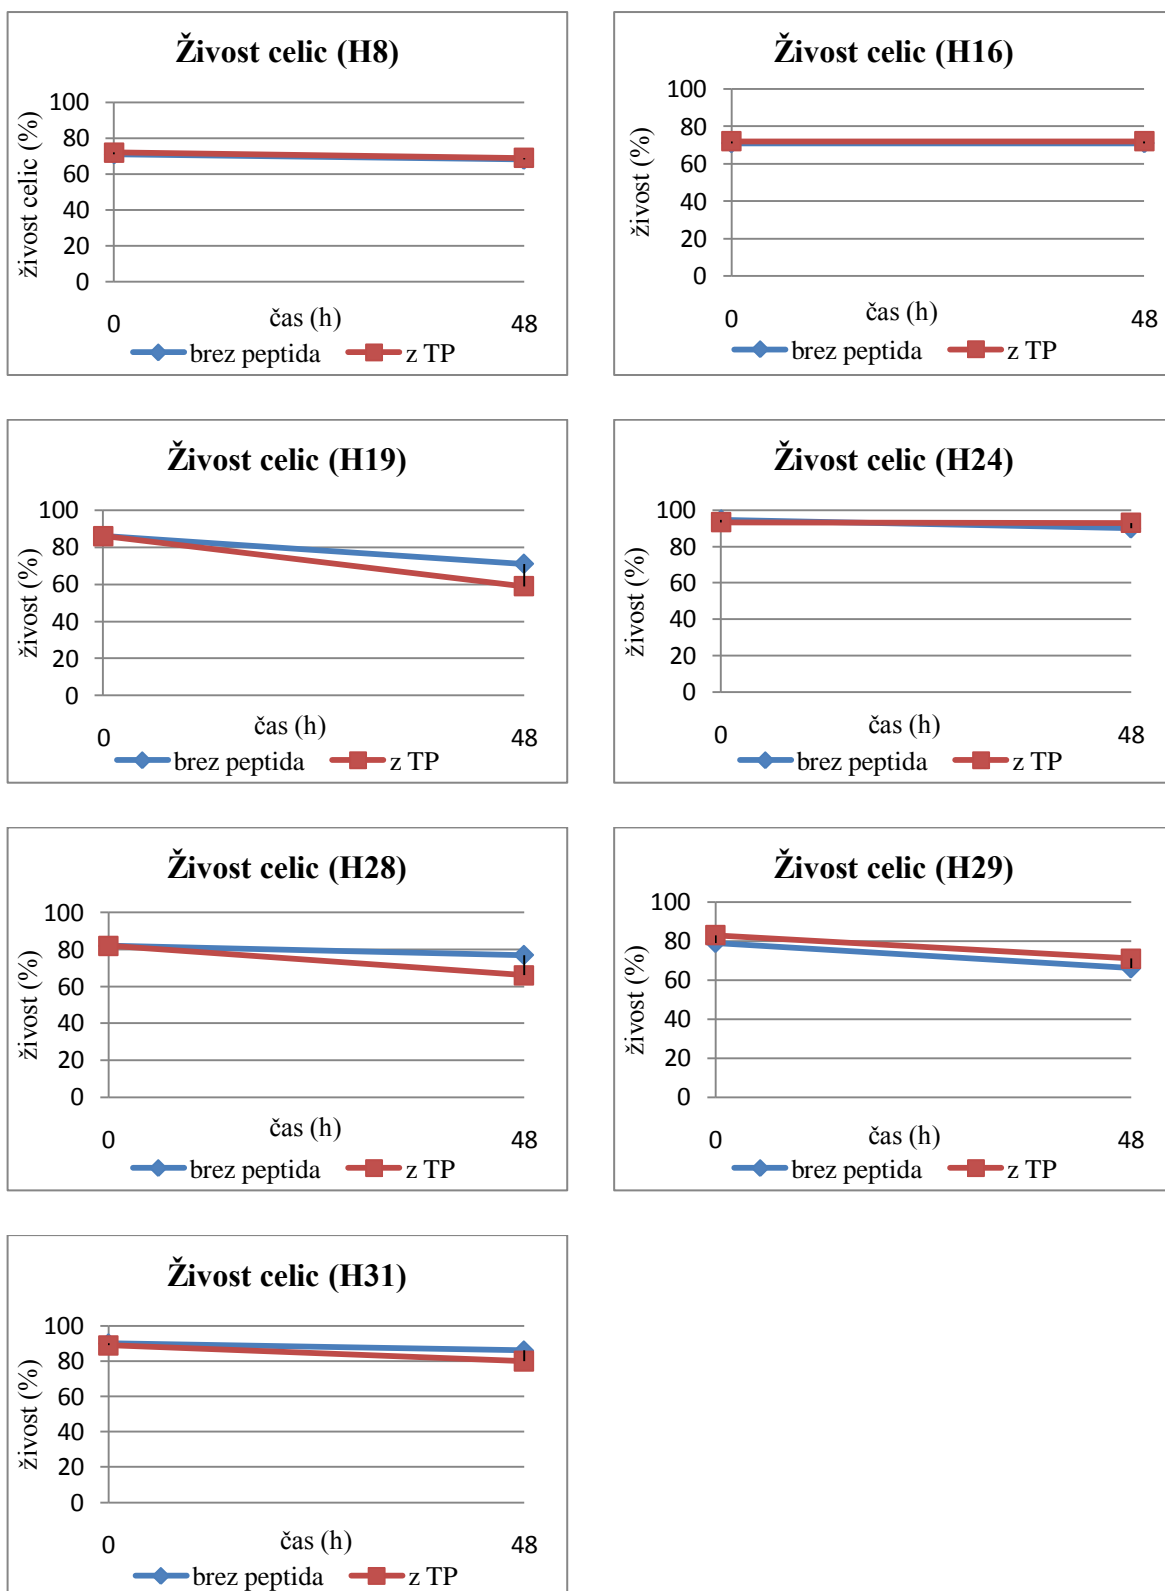 Živost celic (H8)
živost celic (%)
100
80
60
40
20
0
0
čas (h)
48
brez peptida
z TP
Živost celic (H16)
živost (%)
100
80
60
40
20
0
0
čas (h)
48
brez peptida
z TP
Živost celic (H19)
živost (%)
100
80
60
40
20
0
0
čas (h)
48
brez peptida
z TP
Živost celic (H24)
živost (%)
100
80
60
40
20
0
0
čas (h)
48
brez peptida
z TP
Živost celic (H28)
živost (%)
100
80
60
40
20
0
0
čas (h)
48
brez peptida
z TP
Živost celic (H29)
živost (%)
100
80
60
40
20
0
0
čas (h)
48
brez peptida
z TP
Živost celic (H31)
živost (%)
100
80
60
40
20
0
0
čas (h)
48
brez peptida
z TP